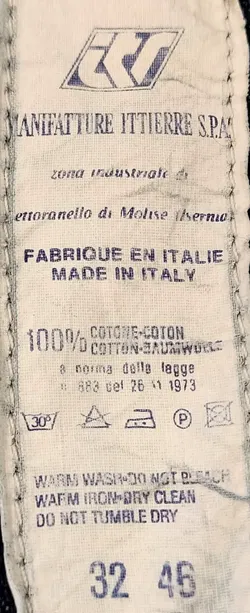 MANIFATTURE ITTIERRE S.P.A.
zona industriale di
ettoranello di Molise (Isernia)
FABRIQUE EN ITALIE
MADE IN ITALY
100% COTONE-COTON
COTTON-BAUMWOLLE
a norma della legge
n. 883 del 26 11 1973
30° P
WARM WASH-DO NOT BLEACH
WARM IRON-DRY CLEAN
DO NOT TUMBLE DRY
32 46